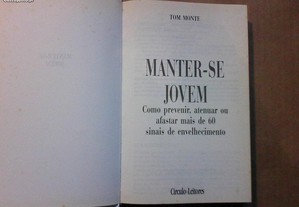 TOM MONTE
MANTER-SE
JOVEM
Como prevenir, atenuar ou
afastar mais de 60
sinais de envelhecimento
Círculo-Leitores